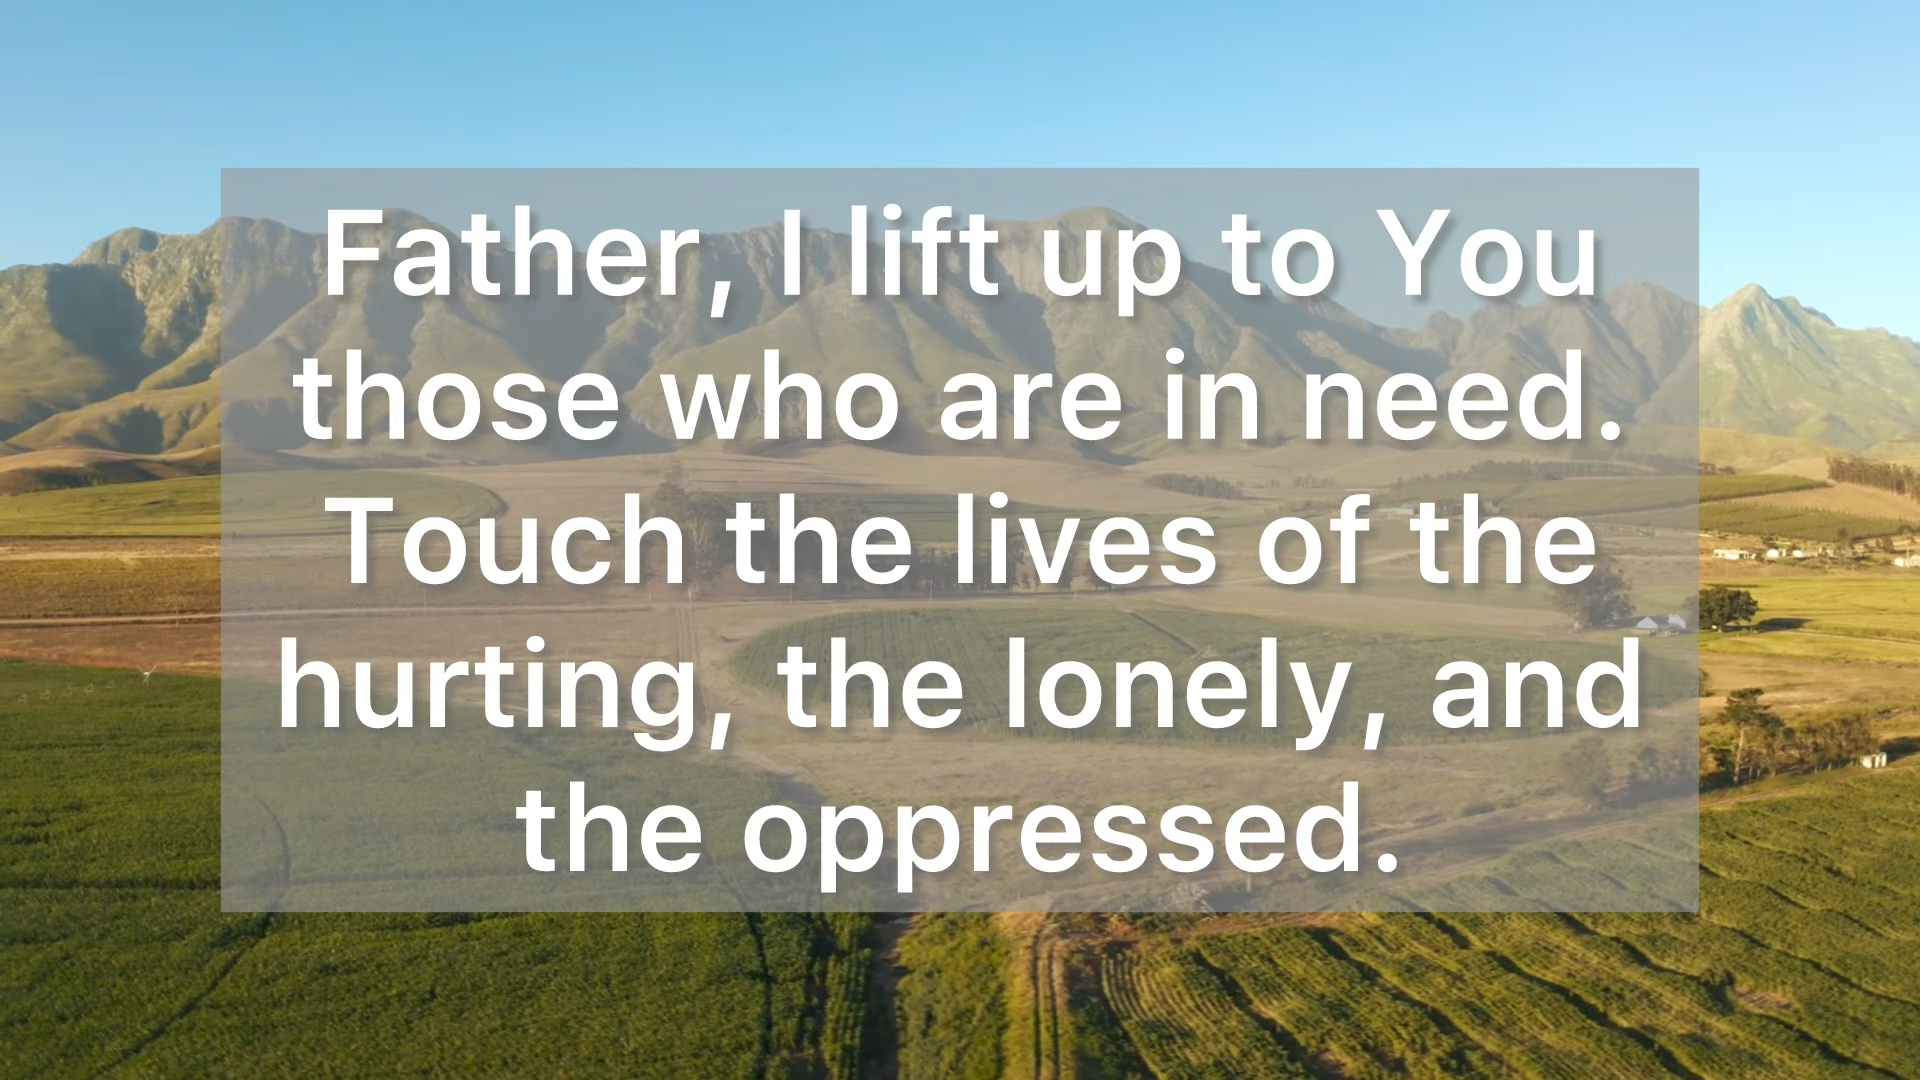 Father, I lift up to You
those who are in need.
Touch the lives of the
hurting, the lonely, and
the oppressed.